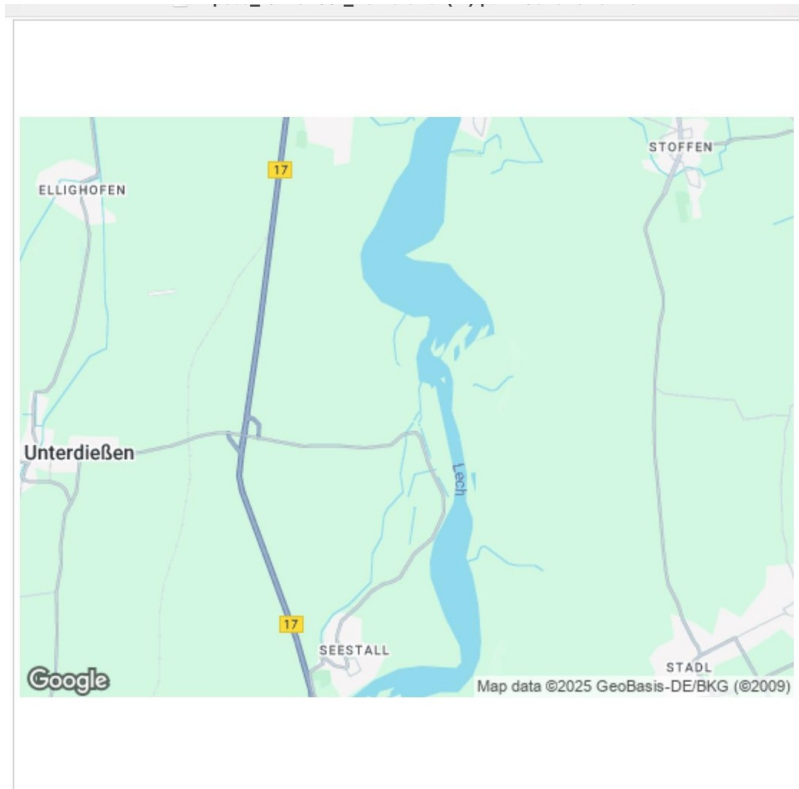 STOFFEN
17
ELLIGHOFEN
Unterdießen
Lech
17
SEESTALL
STADL
Google
Map data ©2025 GeoBasis-DE/BKG (©2009)